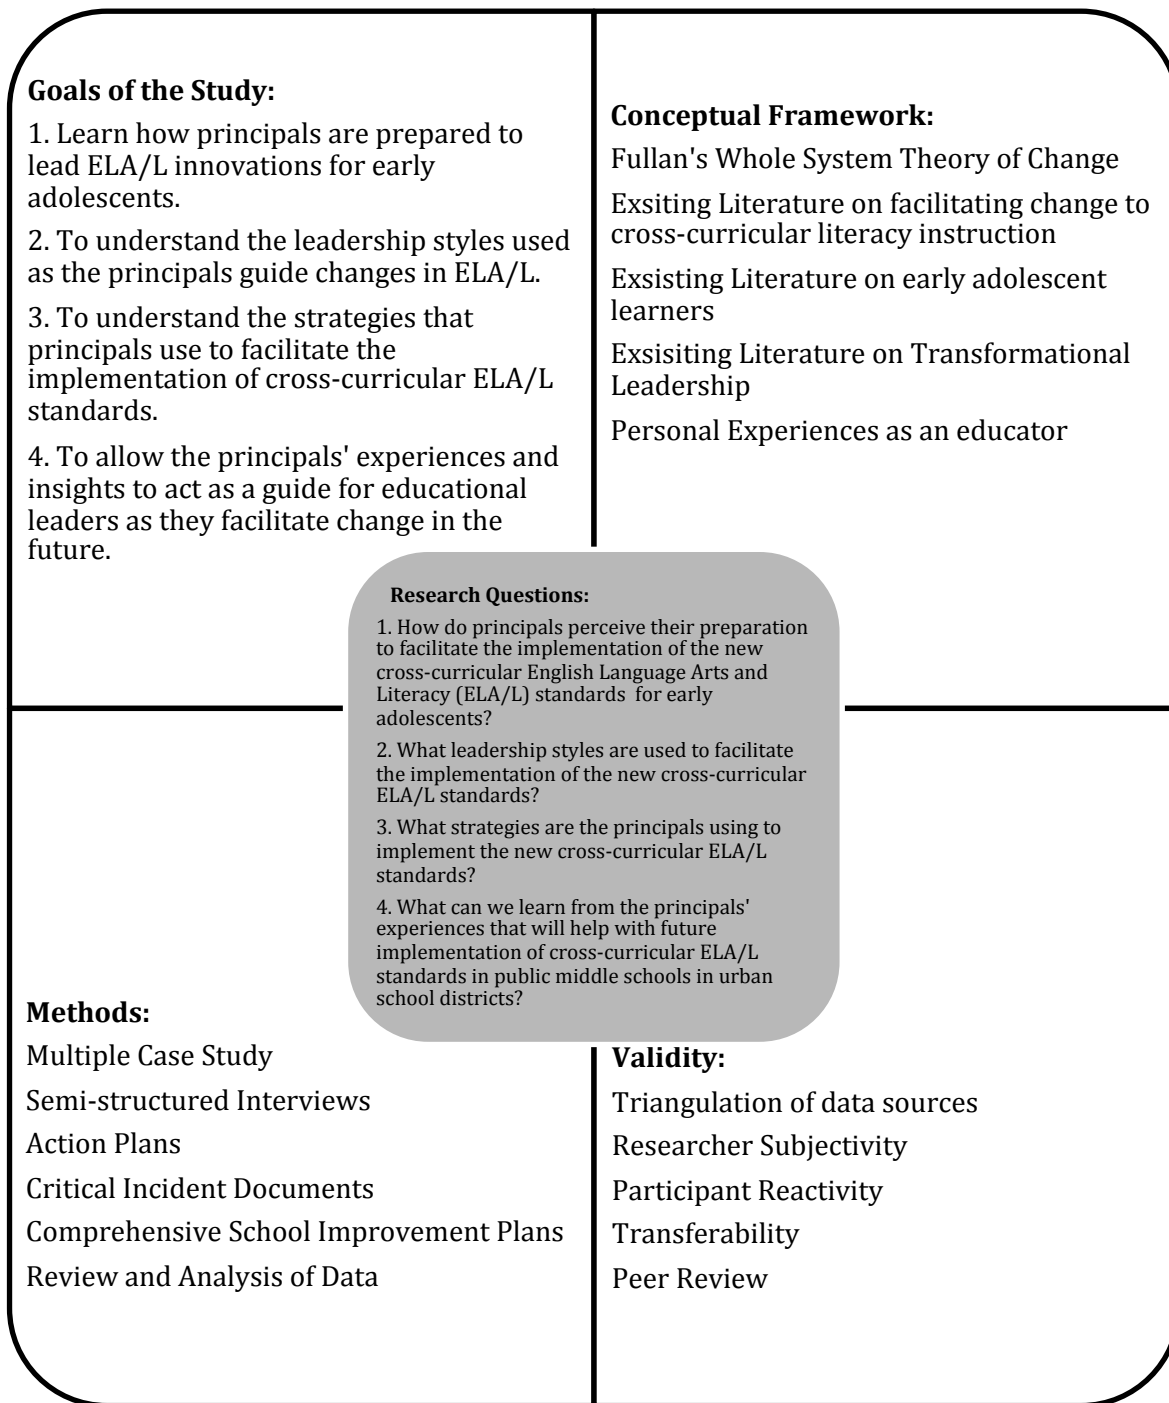 Goals of the Study:
1. Learn how principals are prepared to
lead ELA/L innovations for early
adolescents.
2. To understand the leadership styles used
as the principals guide changes in ELA/L.
3. To understand the strategies that
principals use to facilitate the
implementation of cross-curricular ELA/L
standards.
4. To allow the principals' experiences and
insights to act as a guide for educational
leaders as they facilitate change in the
future.
Conceptual Framework:
Fullan's Whole System Theory of Change
Exsiting Literature on facilitating change to
cross-curricular literacy instruction
Exsisting Literature on early adolescent
learners
Exsisiting Literature on Transformational
Leadership
Personal Experiences as an educator
Research Questions:
1. How do principals perceive their preparation
to facilitate the implementation of the new
cross-curricular English Language Arts and
Literacy (ELA/L) standards for early
adolescents?
2. What leadership styles are used to facilitate
the implementation of the new cross-curricular
ELA/L standards?
3. What strategies are the principals using to
implement the new cross-curricular ELA/L
standards?
4. What can we learn from the principals'
experiences that will help with future
implementation of cross-curricular ELA/L
standards in public middle schools in urban
school districts?
Methods:
Multiple Case Study
Semi-structured Interviews
Action Plans
Critical Incident Documents
Comprehensive School Improvement Plans
Review and Analysis of Data
Validity:
Triangulation of data sources
Researcher Subjectivity
Participant Reactivity
Transferability
Peer Review